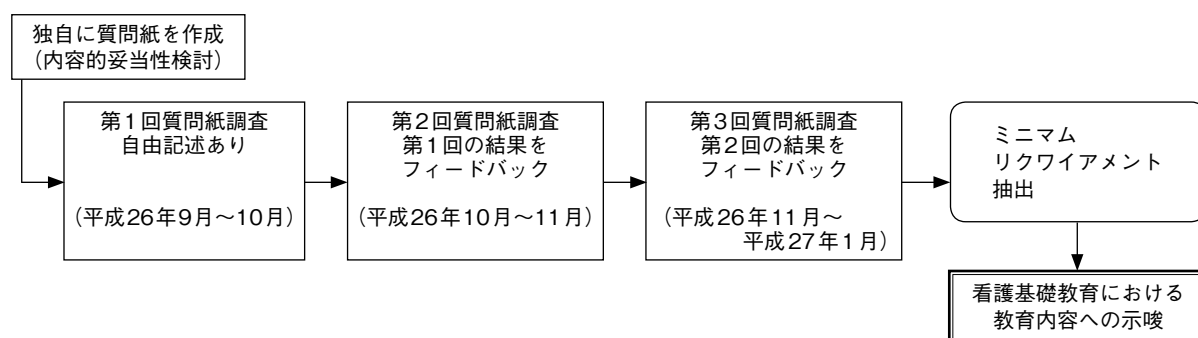 独自に質問紙を作成
（内容的妥当性検討）
第1回質問紙調査
自由記述あり
（平成26年9月～10月）
第2回質問紙調査
第1回の結果を
フィードバック
（平成26年10月～11月）
第3回質問紙調査
第2回の結果を
フィードバック
（平成26年11月～
平成27年1月）
ミニマム
リクワイアメント
抽出
看護基礎教育における
教育内容への示唆